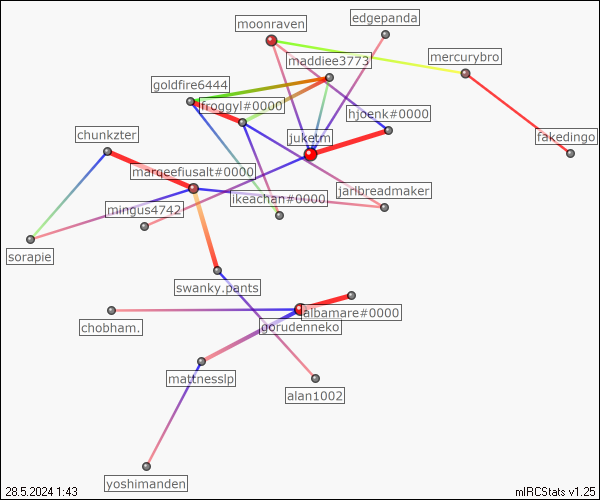 edgepanda
moonraven
mercurybro
maddiee3773
goldfire6444
froggyl#0000
hjoenk#0000
chunkzter
juketm
fakedingo
marqeefiusalt#0000
jarlbreadmaker
ikeachan#0000
mingus4742
sorapie
swanky.pants
albamare#0000
chobham.
gorudenneko
mattnesslp
alan1002
yoshimanden
28.5.2024 1:43
mIRCStats v1.25